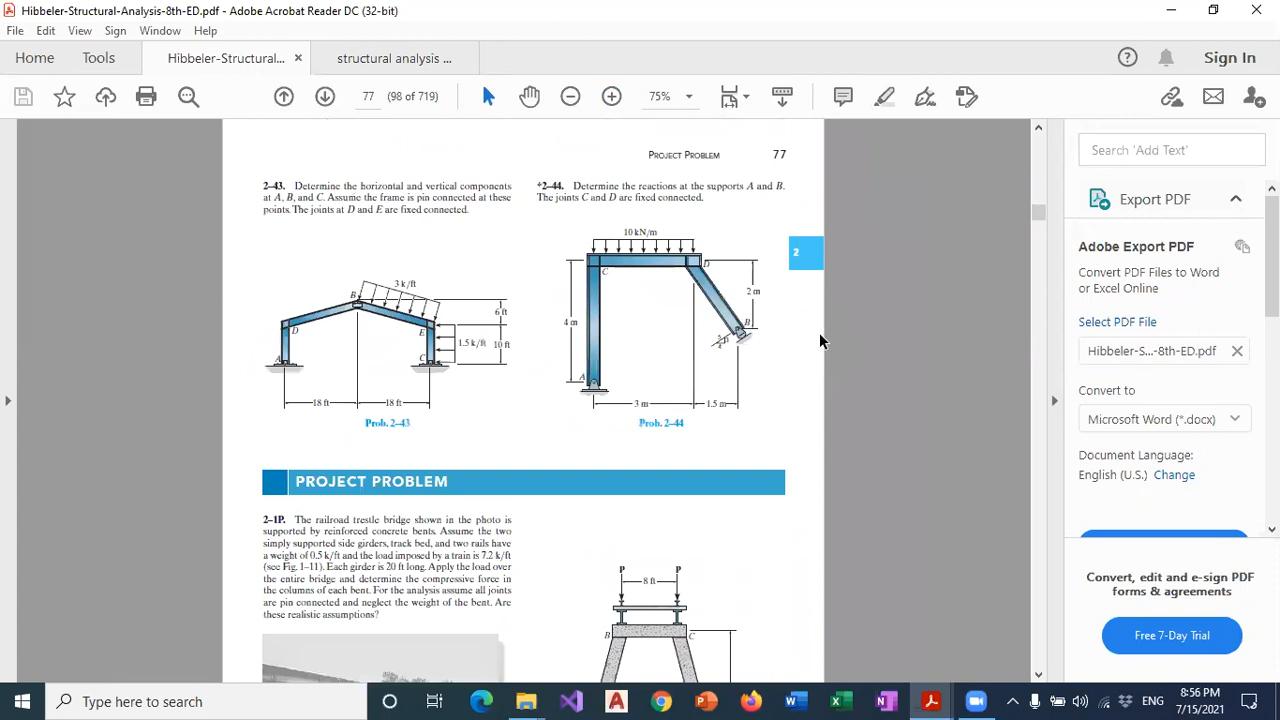 Hibbeler-Structural-Analysis-8th-ED.pdf - Adobe Acrobat Reader DC (32-bit)
File Edit View Sign Window Help
Home Tools Hibbeler-Structural... structural analysis ... Sign In
77 (98 of 719) 75%
PROJECT PROBLEM 77
2–43. Determine the horizontal and vertical components
at A, B, and C. Assume the frame is pin connected at these
points. The joints at D and E are fixed connected.
3 k/ft
B
6 ft
D
E
1.5 k/ft
10 ft
A
C
18 ft 18 ft
Prob. 2–43
*2–44. Determine the reactions at the supports A and B.
The joints C and D are fixed connected.
10 kN/m
C
D
2 m
4 m
B
A
3 m 1.5 m
Prob. 2–44
2
PROJECT PROBLEM
2–1P. The railroad trestle bridge shown in the photo is
supported by reinforced concrete bents. Assume the two
simply supported side girders, track bed, and two rails have
a weight of 0.5 k/ft and the load imposed by a train is 7.2 k/ft
(see Fig. 1–11). Each girder is 20 ft long. Apply the load over
the entire bridge and determine the compressive force in
the columns of each bent. For the analysis assume all joints
are pin connected and neglect the weight of the bent. Are
these realistic assumptions?
P P
8 ft
B C
Search 'Add Text'
Export PDF
Adobe Export PDF
Convert PDF Files to Word
or Excel Online
Select PDF File
Hibbeler-S...-8th-ED.pdf
Convert to
Microsoft Word (*.docx)
Document Language:
English (U.S.) Change
Convert, edit and e-sign PDF
forms & agreements
Free 7-Day Trial
Type here to search
ENG
8:56 PM
7/15/2021